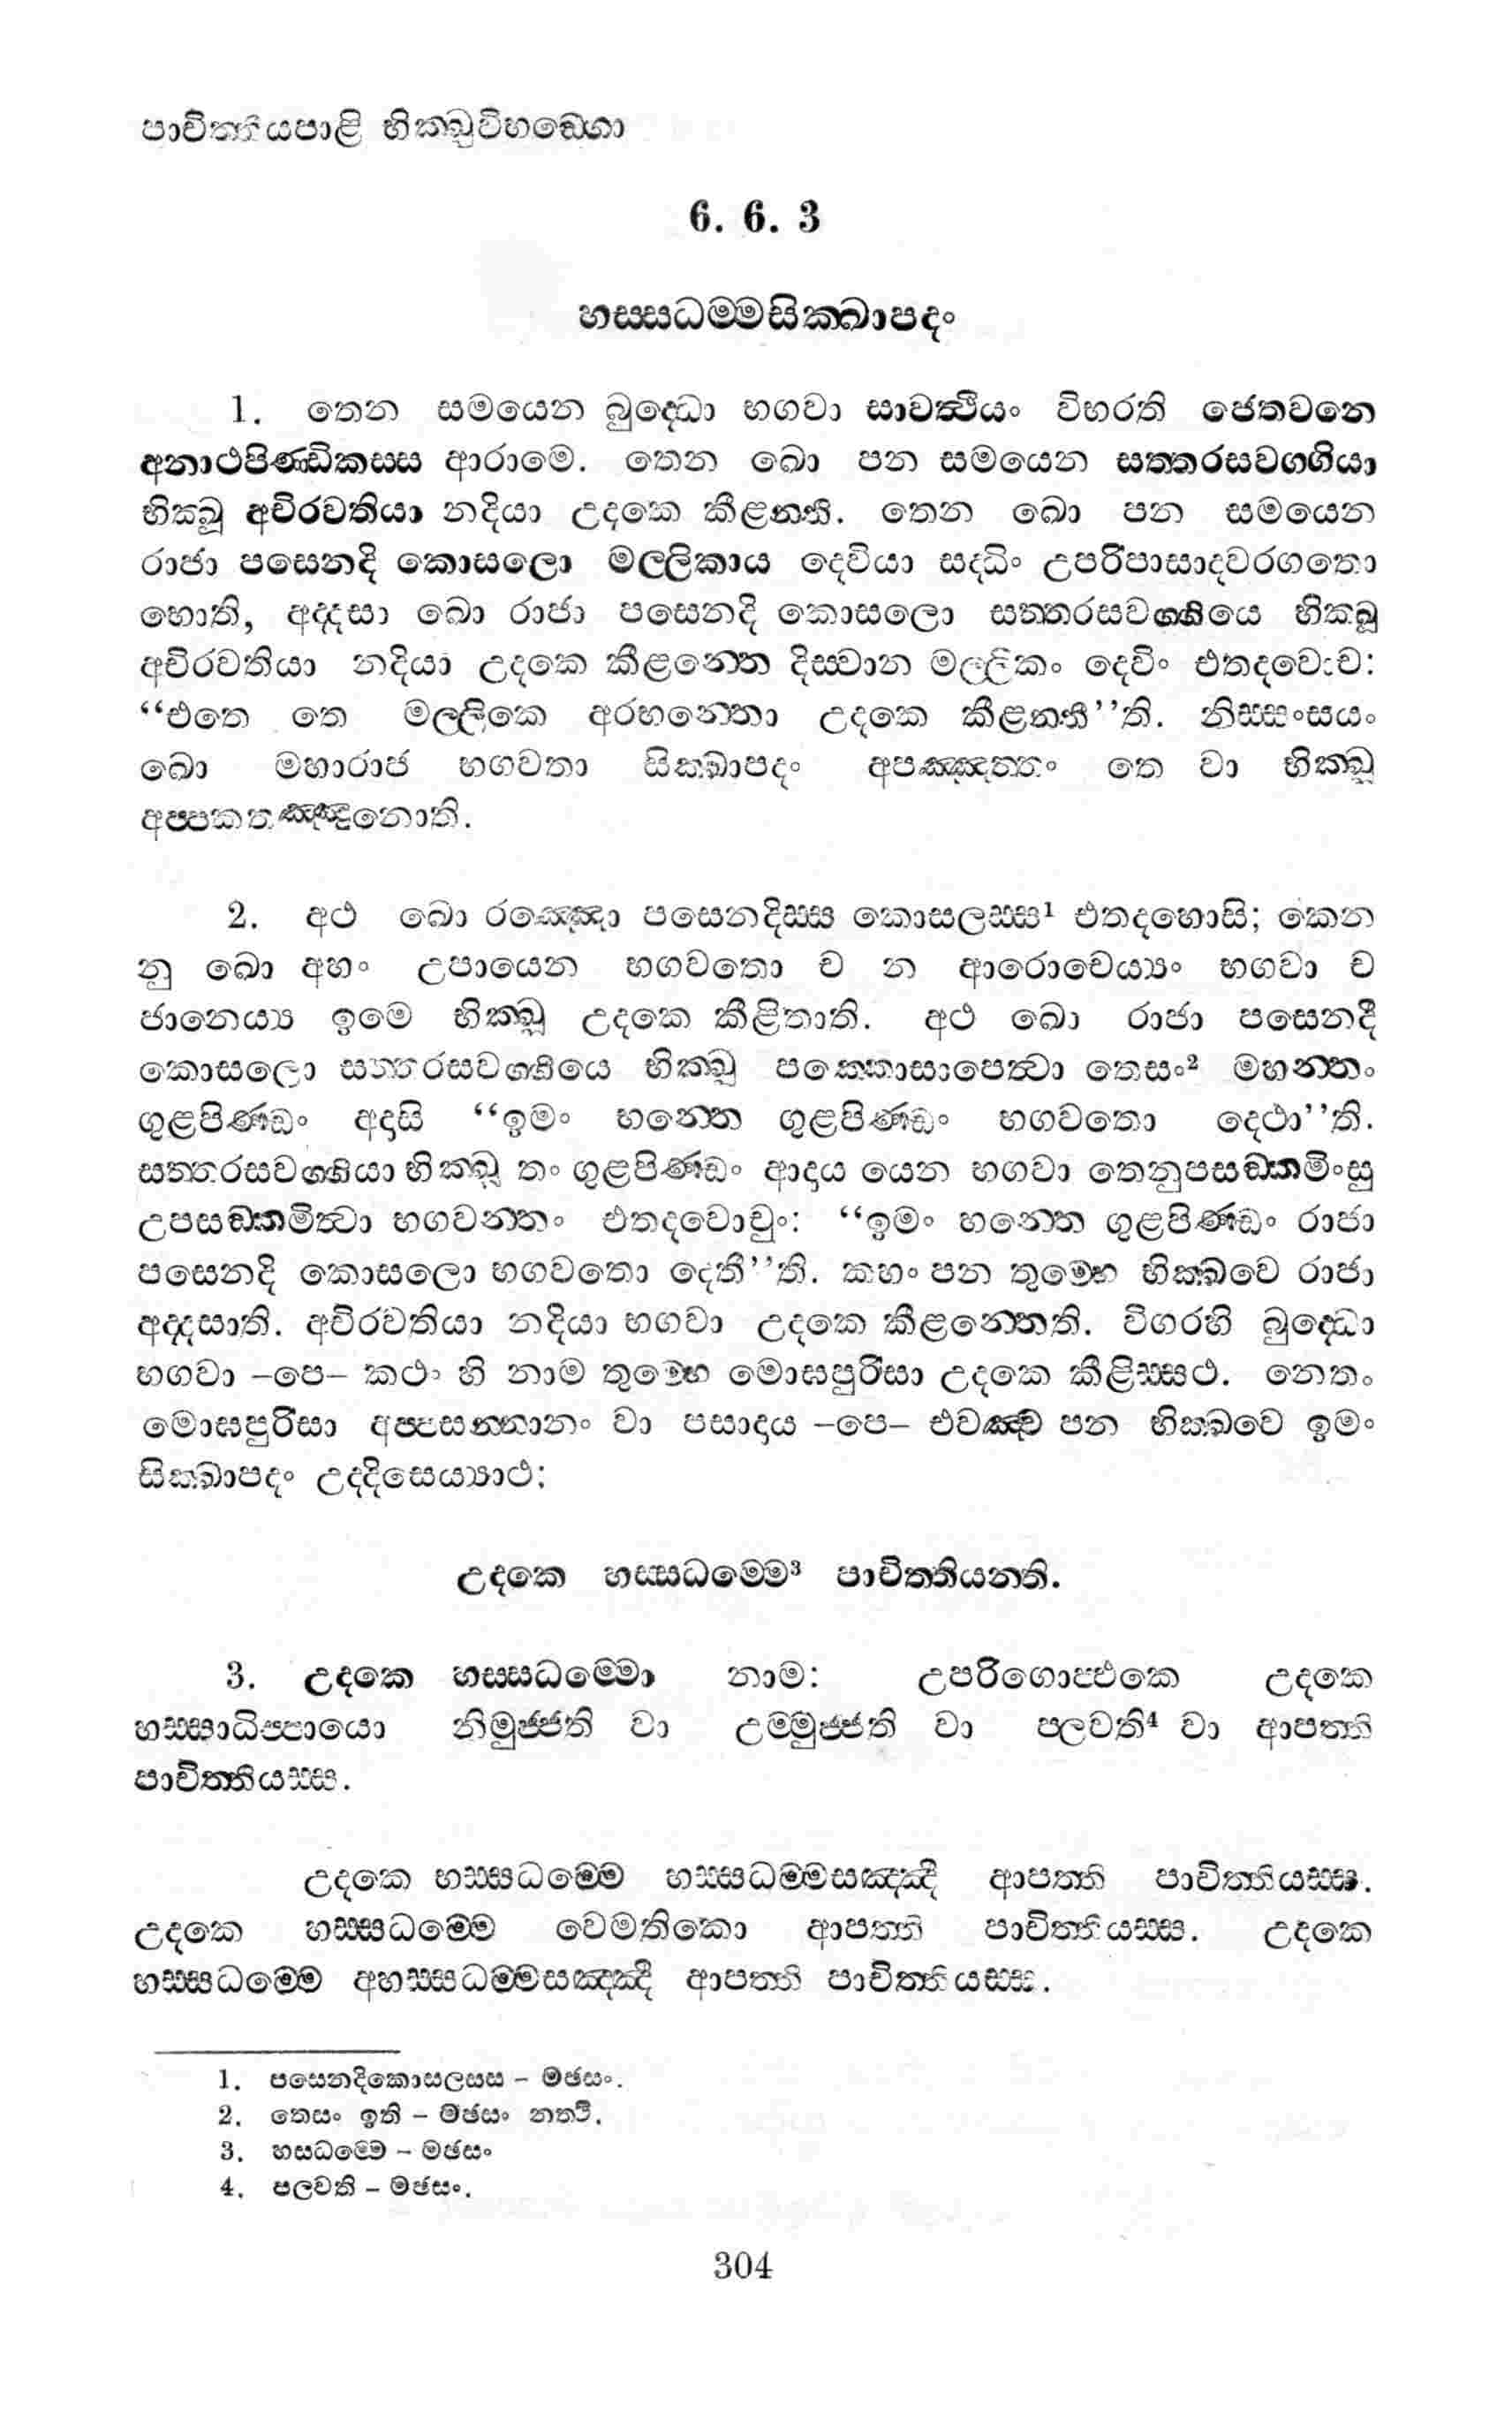 පාචිත්තියපාළි භික්ඛුවිභඞ්ගො
6. 6. 3
හස්සධම්මසික්ඛාපදං
1. තෙන සමයෙන බුද්ධො භගවා සාවත්ථියං විහරති ජෙතවනෙ
අනාථපිණ්ඩිකස්ස ආරාමෙ. තෙන ඛො පන සමයෙන සත්තරසවග්ගියා
භික්ඛූ අචිරවතියා නදියා උදකෙ කීළන්ති. තෙන ඛො පන සමයෙන
රාජා පසෙනදි කොසලො මල්ලිකාය දෙවියා සද්ධිං උපරිපාසාදවරගතො
හොති, අද්දසා ඛො රාජා පසෙනදි කොසලො සත්තරසවග්ගියෙ භික්ඛූ
අචිරවතියා නදියා උදකෙ කීළන්තෙ දිස්වාන මල්ලිකං දෙවිං එතදවොච:
“එතෙ තෙ මල්ලිකෙ අරහන්තො උදකෙ කීළන්තී”ති. නිස්සංසයං
ඛො මහාරාජ භගවතා සික්ඛාපදං අපඤ්ඤත්තං තෙ වා භික්ඛූ
අප්පකතඤ්ඤුනොති.
2. අථ ඛො රඤ්ඤො පසෙනදිස්ස කොසලස්ස¹ එතදහොසි; කෙන
නු ඛො අහං උපායෙන භගවතො ච න ආරොචෙය්‍යං භගවා ච
ජානෙය්‍ය ඉමෙ භික්ඛූ උදකෙ කීළිතාති. අථ ඛො රාජා පසෙනදී
කොසලො සත්තරසවග්ගියෙ භික්ඛූ පක්කොසාපෙත්වා තෙසං² මහන්තං
ගුළපිණ්ඩං අදාසි “ඉමං භන්තෙ ගුළපිණ්ඩං භගවතො දෙථා”ති.
සත්තරසවග්ගියා භික්ඛූ තං ගුළපිණ්ඩං ආදාය යෙන භගවා තෙනුපසඞ්කමිංසු
උපසඞ්කමිත්වා භගවන්තං එතදවොචුං: “ඉමං භන්තෙ ගුළපිණ්ඩං රාජා
පසෙනදි කොසලො භගවතො දෙතී”ති. කහං පන තුම්හෙ භික්ඛවෙ රාජා
අද්දසාති. අචිරවතියා නදියා භගවා උදකෙ කීළන්තෙති. විගරහි බුද්ධො
භගවා –පෙ– කථං හි නාම තුම්හෙ මොඝපුරිසා උදකෙ කීළිස්සථ. නෙතං
මොඝපුරිසා අප්පසන්නානං වා පසාදාය –පෙ– එවඤ්ච පන භික්ඛවෙ ඉමං
සික්ඛාපදං උද්දිසෙය්‍යාථ;
උදකෙ හස්සධම්මෙ³ පාචිත්තියන්ති.
3. උදකෙ හස්සධම්මො නාම: උපරිගොප්ඵකෙ උදකෙ
හස්සාධිප්පායො නිමුජ්ජති වා උම්මුජ්ජති වා ප්ලවති⁴ වා ආපත්ති
පාචිත්තියස්ස.
උදකෙ හස්සධම්මෙ හස්සධම්මසඤ්ඤී ආපත්ති පාචිත්තියස්ස.
උදකෙ හස්සධම්මෙ වෙමතිකො ආපත්ති පාචිත්තියස්ස. උදකෙ
හස්සධම්මෙ අහස්සධම්මසඤ්ඤී ආපත්ති පාචිත්තියස්ස.
1. පසෙනදිකොසලස්ස – මඡසං.
2. තෙසං ඉති – මඡසං නත්ථි.
3. හසධම්මෙ – මඡසං
4. පලවති – මඡසං.
304